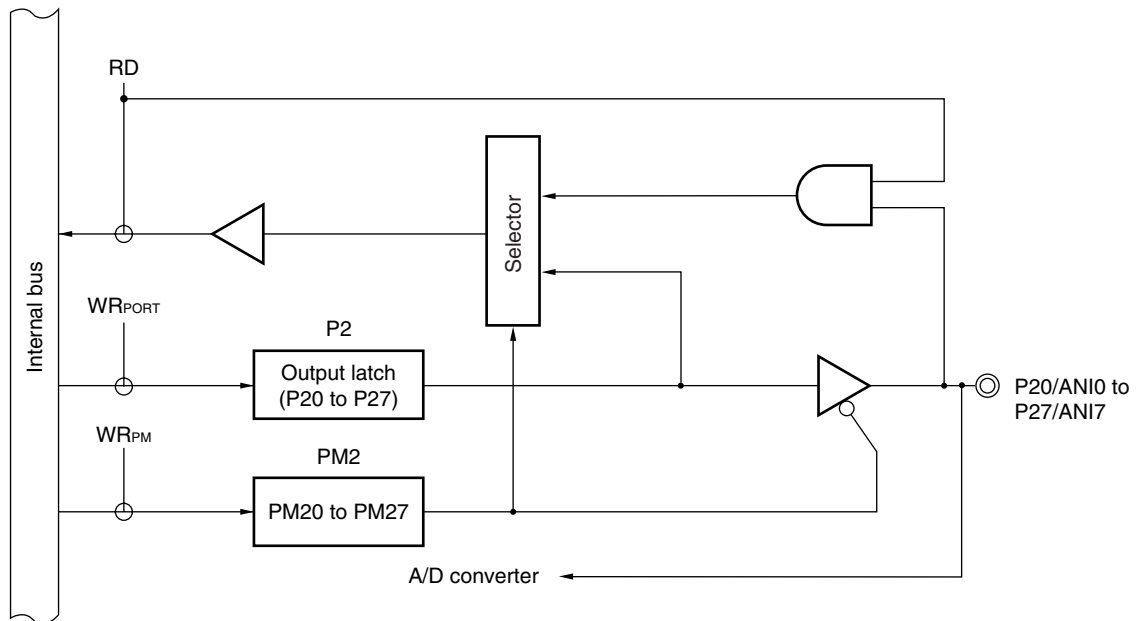 RD
Selector
Internal bus
WRPORT
P2
Output latch
(P20 to P27)
P20/ANI0 to
P27/ANI7
WRPM
PM2
PM20 to PM27
A/D converter